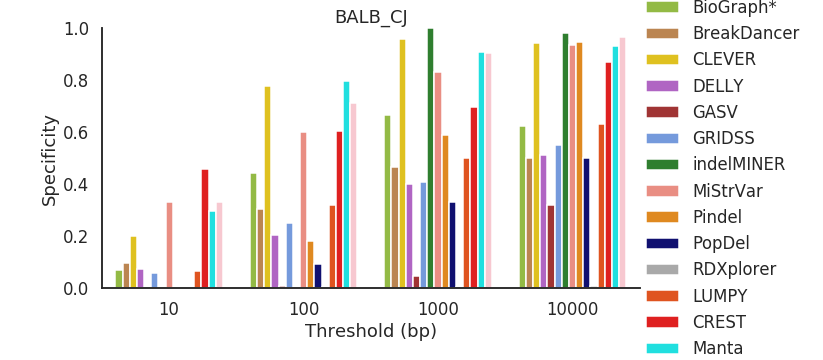 BALB_CJ
Specificity
1.0
0.8
0.6
0.4
0.2
0.0
10
100
1000
10000
Threshold (bp)
BioGraph*
BreakDancer
CLEVER
DELLY
GASV
GRIDSS
indelMINER
MiStrVar
Pindel
PopDel
RDXplorer
LUMPY
CREST
Manta